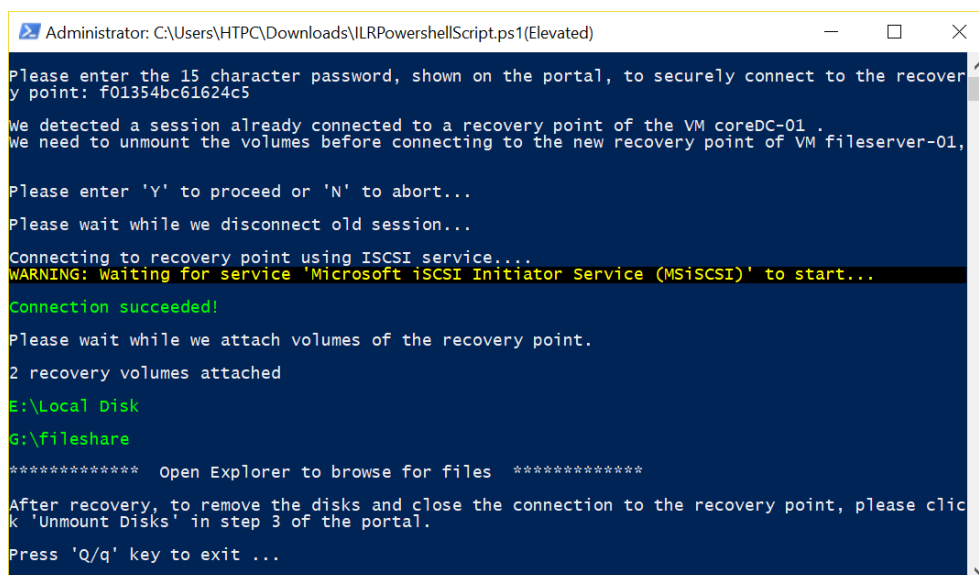 Administrator: C:\Users\HTPC\Downloads\ILRPowershellScript.ps1(Elevated)
Please enter the 15 character password, shown on the portal, to securely connect to the recover
y point: f01354bc61624c5
We detected a session already connected to a recovery point of the VM coreDC-01 .
We need to unmount the volumes before connecting to the new recovery point of VM fileserver-01,
Please enter 'Y' to proceed or 'N' to abort...
Please wait while we disconnect old session...
Connecting to recovery point using ISCSI service....
WARNING: Waiting for service 'Microsoft iSCSI Initiator Service (MSiSCSI)' to start...
Connection succeeded!
Please wait while we attach volumes of the recovery point.
2 recovery volumes attached
E:\Local Disk
G:\fileshare
************* Open Explorer to browse for files *************
After recovery, to remove the disks and close the connection to the recovery point, please clic
k 'Unmount Disks' in step 3 of the portal.
Press 'Q/q' key to exit ...